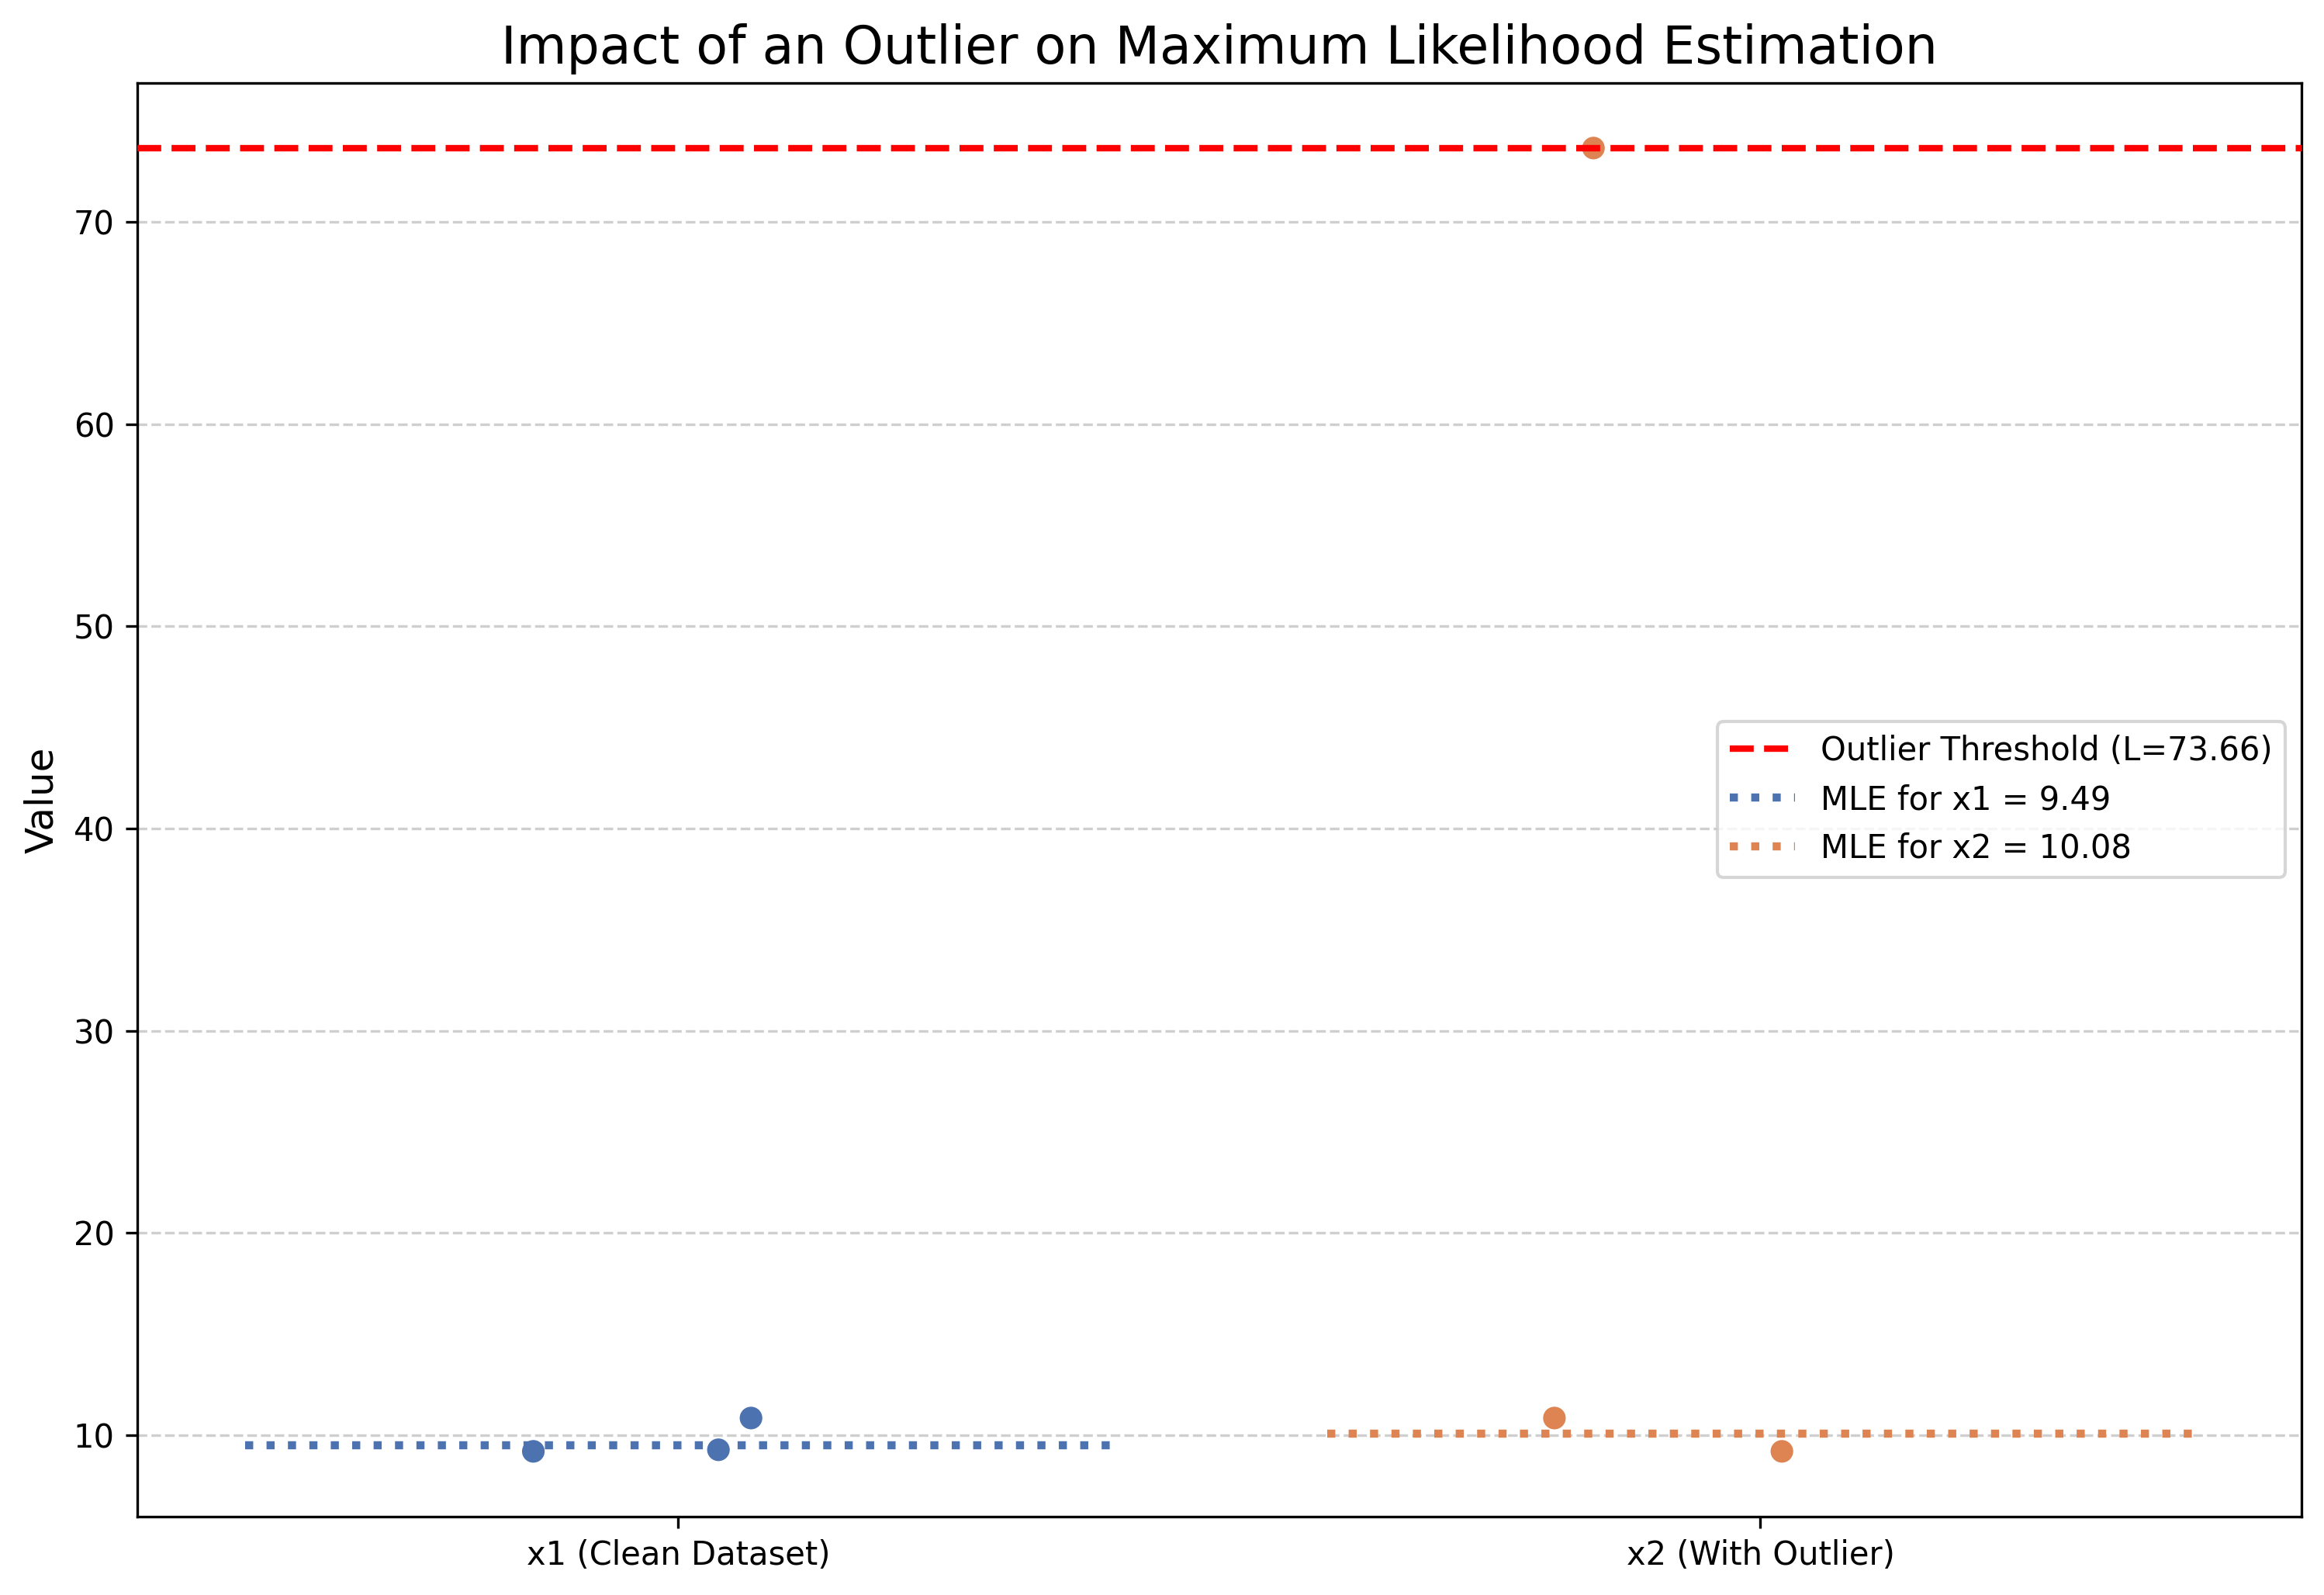 Impact of an Outlier on Maximum Likelihood Estimation
Value
70
60
50
40
30
20
10
Outlier Threshold (L=73.66)
MLE for x1 = 9.49
MLE for x2 = 10.08
x1 (Clean Dataset)
x2 (With Outlier)